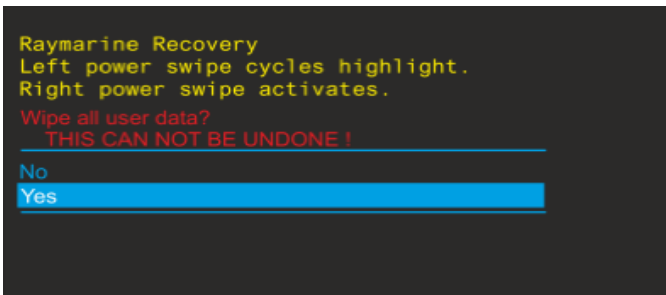 Raymarine Recovery
Left power swipe cycles highlight.
Right power swipe activates.
Wipe all user data?
THIS CAN NOT BE UNDONE !
No
Yes